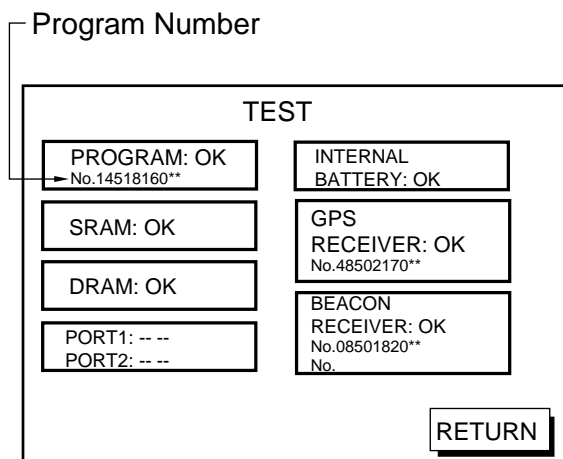 Program Number
TEST
PROGRAM: OK
No.14518160**
SRAM: OK
DRAM: OK
PORT1: -- --
PORT2: -- --
INTERNAL
BATTERY: OK
GPS
RECEIVER: OK
No.48502170**
BEACON
RECEIVER: OK
No.08501820**
No.
RETURN